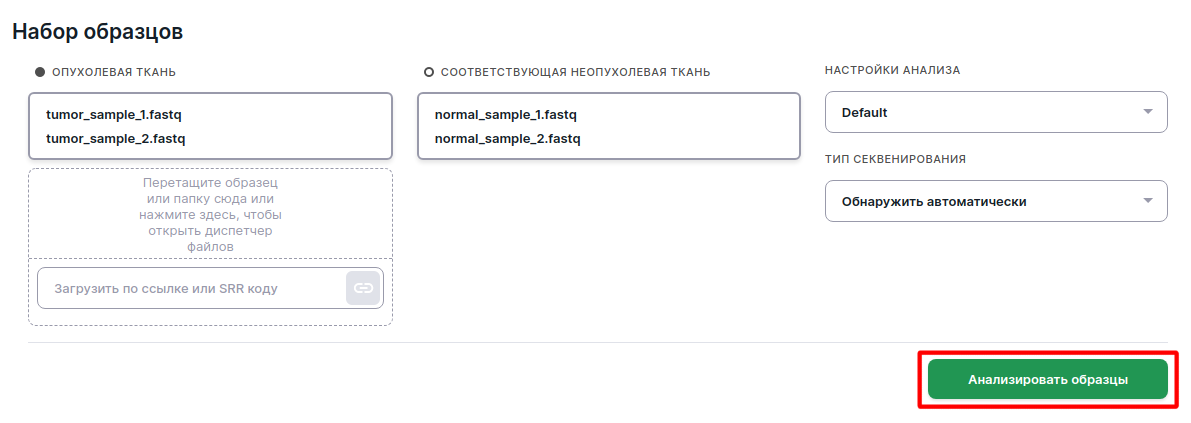 Набор образцов
ОПУХОЛЕВАЯ ТКАНЬ
tumor_sample_1.fastq
tumor_sample_2.fastq
Перетащите образец
или папку сюда или
нажмите здесь, чтобы
открыть диспетчер
файлов
Загрузить по ссылке или SRR коду
СООТВЕТСТВУЮЩАЯ НЕОПУХОЛЕВАЯ ТКАНЬ
normal_sample_1.fastq
normal_sample_2.fastq
НАСТРОЙКИ АНАЛИЗА
Default
ТИП СЕКВЕНИРОВАНИЯ
Обнаружить автоматически
Анализировать образцы